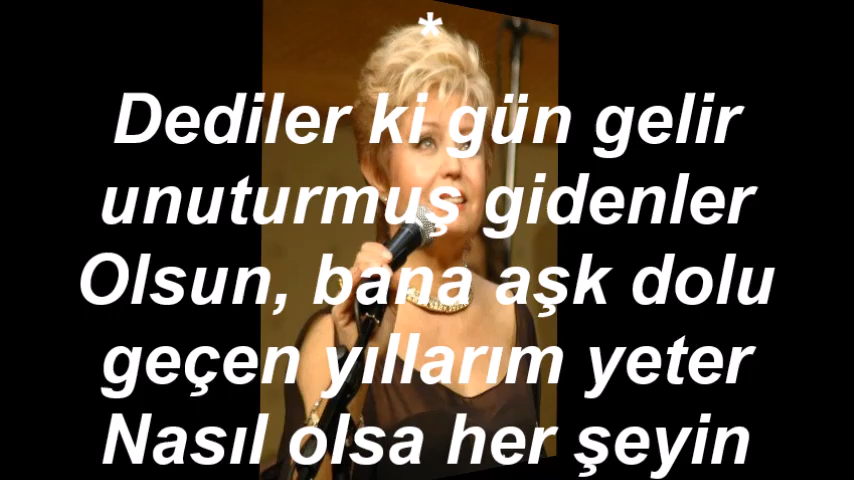 *
Dediler ki gün gelir
unuturmuş gidenler
Olsun, bana aşk dolu
geçen yıllarım yeter
Nasıl olsa her şeyin